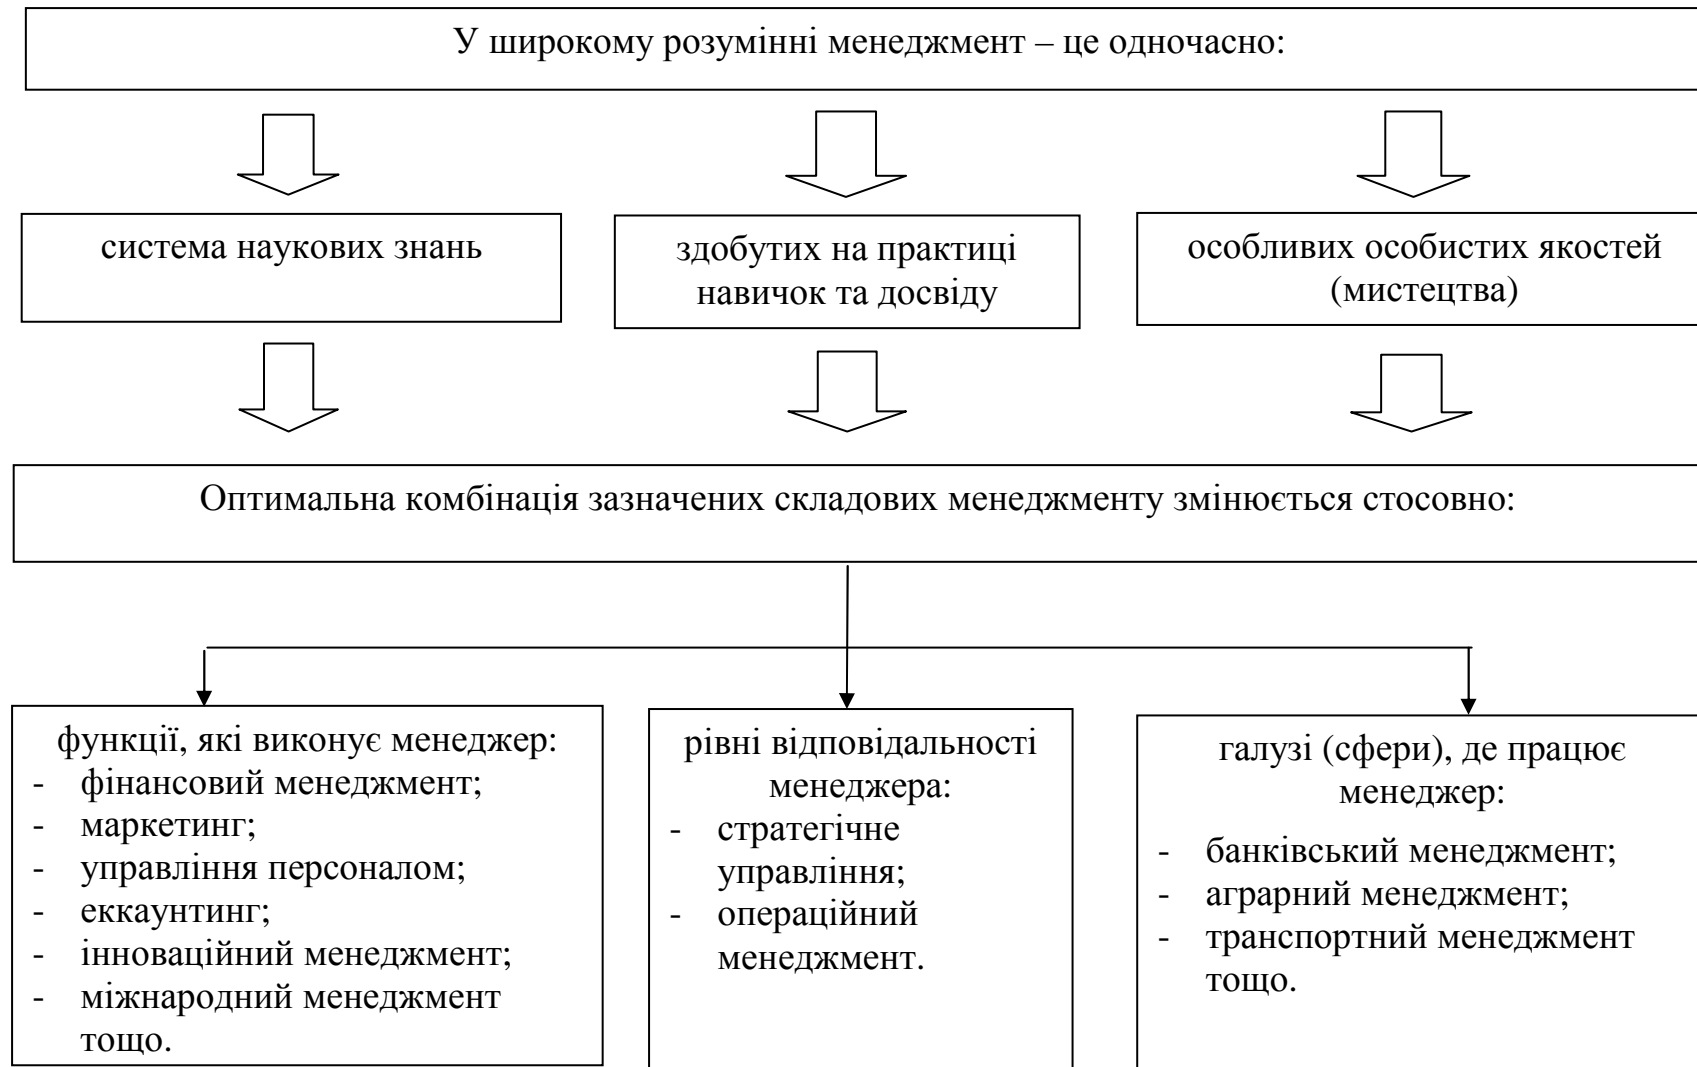 У широкому розумінні менеджмент – це одночасно:
система наукових знань
здобутих на практиці
навичок та досвіду
особливих особистих якостей
(мистецтва)
Оптимальна комбінація зазначених складових менеджменту змінюється стосовно:
функції, які виконує менеджер:
- фінансовий менеджмент;
- маркетинг;
- управління персоналом;
- еккаунтинг;
- інноваційний менеджмент;
- міжнародний менеджмент
тощо.
рівні відповідальності
менеджера:
- стратегічне
управління;
- операційний
менеджмент.
галузі (сфери), де працює
менеджер:
- банківський менеджмент;
- аграрний менеджмент;
- транспортний менеджмент
тощо.